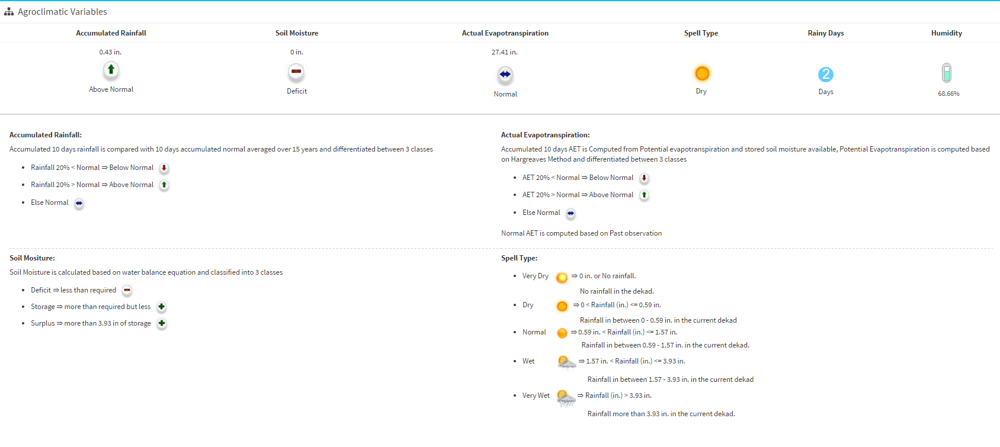 Agroclimatic Variables
Accumulated Rainfall Soil Moisture Actual Evapotranspiration Spell Type Rainy Days Humidity
0.43 in. 0 in. 27.41 in.
2
Above Normal Deficit Normal Dry Days 68.66%
Accumulated Rainfall:
Accumulated 10 days rainfall is compared with 10 days accumulated normal averaged over 15 years and differentiated between 3 classes
• Rainfall 20% < Normal ⇒ Below Normal
• Rainfall 20% > Normal ⇒ Above Normal
• Else Normal
Actual Evapotranspiration:
Accumulated 10 days AET is Computed from Potential evapotranspiration and stored soil moisture available, Potential Evapotranspiration is computed based
on Hargreaves Method and differentiated between 3 classes
• AET 20% < Normal ⇒ Below Normal
• AET 20% > Normal ⇒ Above Normal
• Else Normal
Normal AET is computed based on Past observation
Soil Mositure:
Soil Moisture is calculated based on water balance equation and classified into 3 classes
• Deficit ⇒ less than required
• Storage ⇒ more than required but less
• Surplus ⇒ more than 3.93 in of storage
Spell Type:
• Very Dry ⇒ 0 in. or No rainfall.
No rainfall in the dekad.
• Dry ⇒ 0 < Rainfall (in.) <= 0.59 in.
Rainfall in between 0 - 0.59 in. in the current dekad
• Normal ⇒ 0.59 in. < Rainfall (in.) <= 1.57 in.
Rainfall in between 0.59 - 1.57 in. in the current dekad.
• Wet ⇒ 1.57 in. < Rainfall (in.) <= 3.93 in.
Rainfall in between 1.57 - 3.93 in. in the current dekad
• Very Wet ⇒ Rainfall (in.) > 3.93 in.
Rainfall more than 3.93 in. in the current dekad.